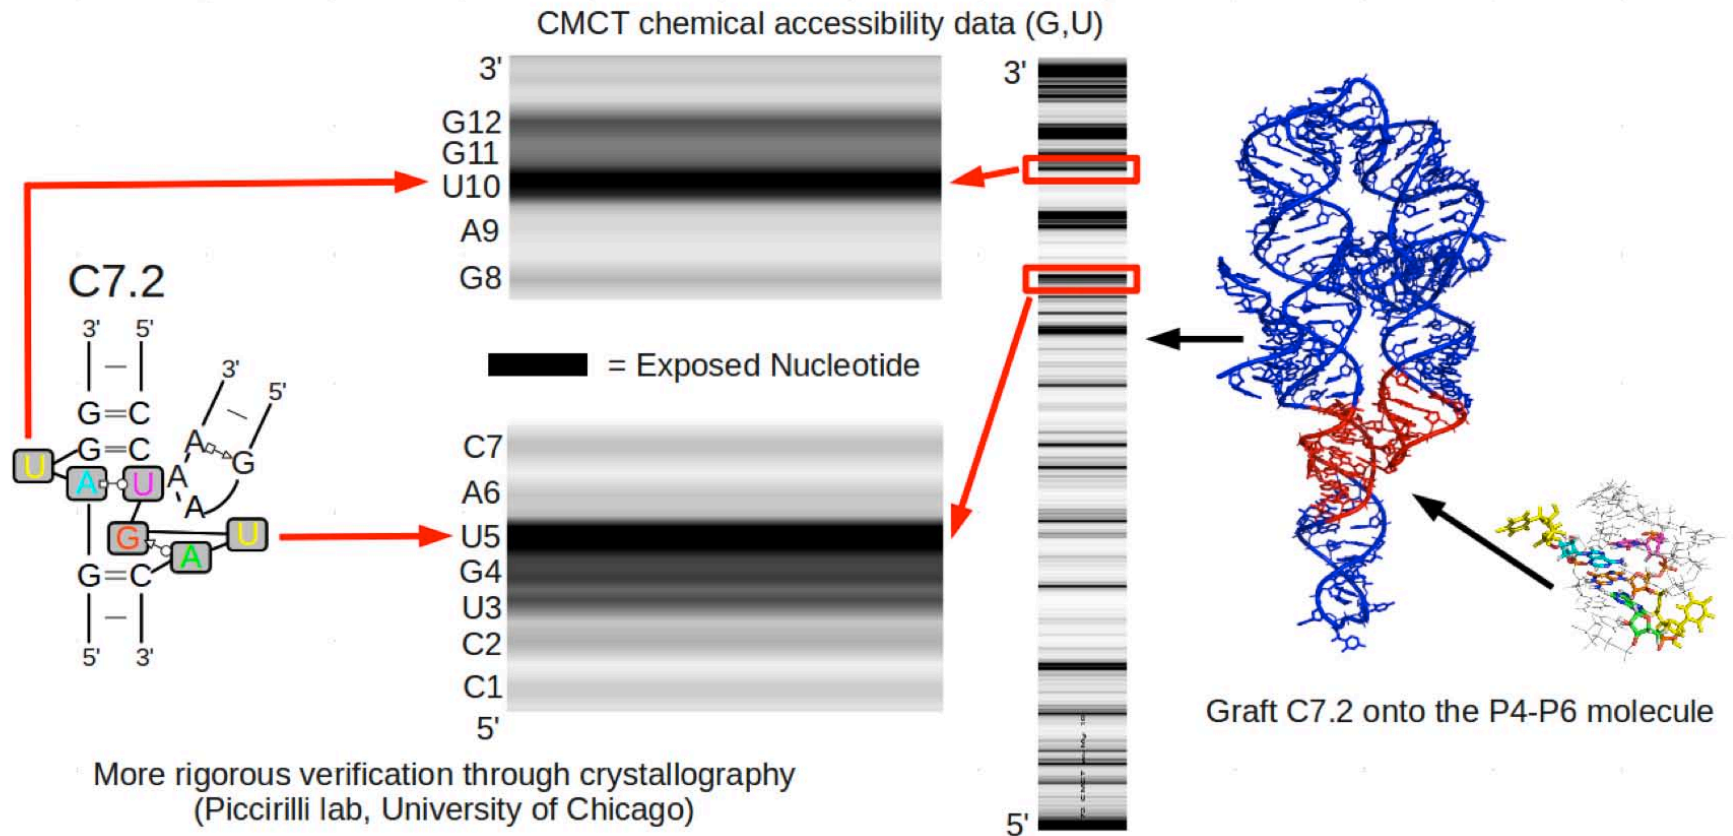 CMCT chemical accessibility data (G,U)
3'
G12
G11
U10
A9
G8
3'
C7.2
3' 5'
G C
G C
U A U
G A U
G C
5' 3'
3'
5'
A G
A
A
= Exposed Nucleotide
C7
A6
U5
G4
U3
C2
C1
5'
5'
Graft C7.2 onto the P4-P6 molecule
More rigorous verification through crystallography
(Piccirilli lab, University of Chicago)